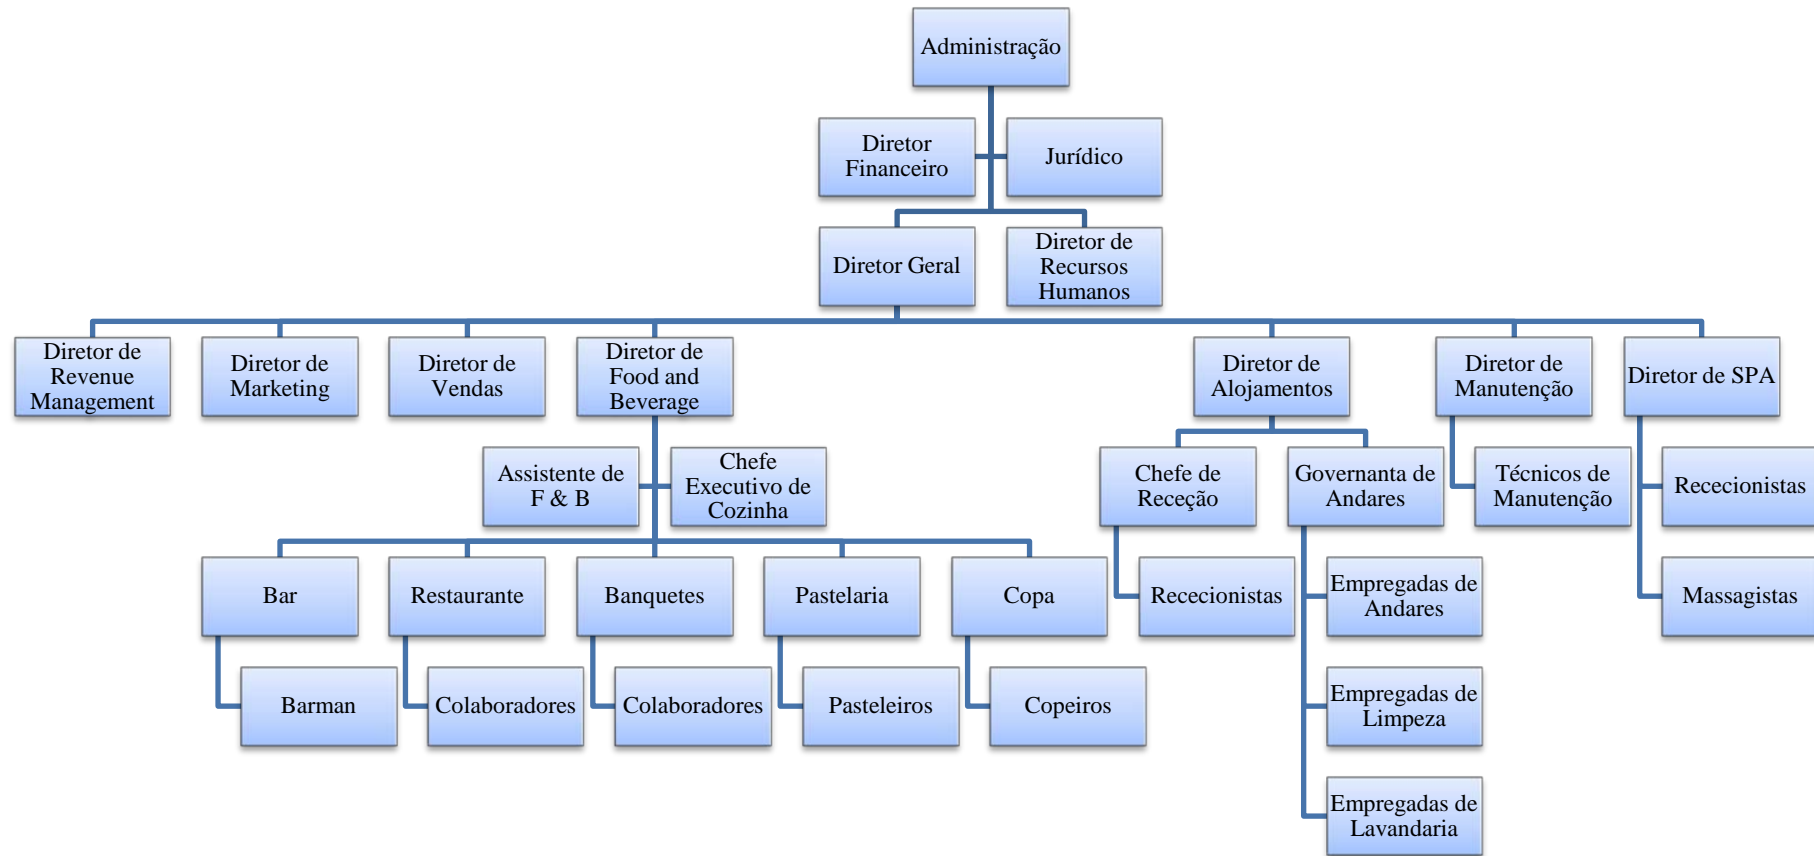 Administração
Diretor
Financeiro
Jurídico
Diretor Geral
Diretor de
Recursos
Humanos
Diretor de
Revenue
Management
Diretor de
Marketing
Diretor de
Vendas
Diretor de
Food and
Beverage
Diretor de
Alojamentos
Diretor de
Manutenção
Diretor de SPA
Assistente de
F & B
Chefe
Executivo de
Cozinha
Chefe de
Receção
Governanta de
Andares
Técnicos de
Manutenção
Rececionistas
Bar
Restaurante
Banquetes
Pastelaria
Copa
Rececionistas
Empregadas de
Andares
Massagistas
Barman
Colaboradores
Colaboradores
Pasteleiros
Copeiros
Empregadas de
Limpeza
Empregadas de
Lavandaria